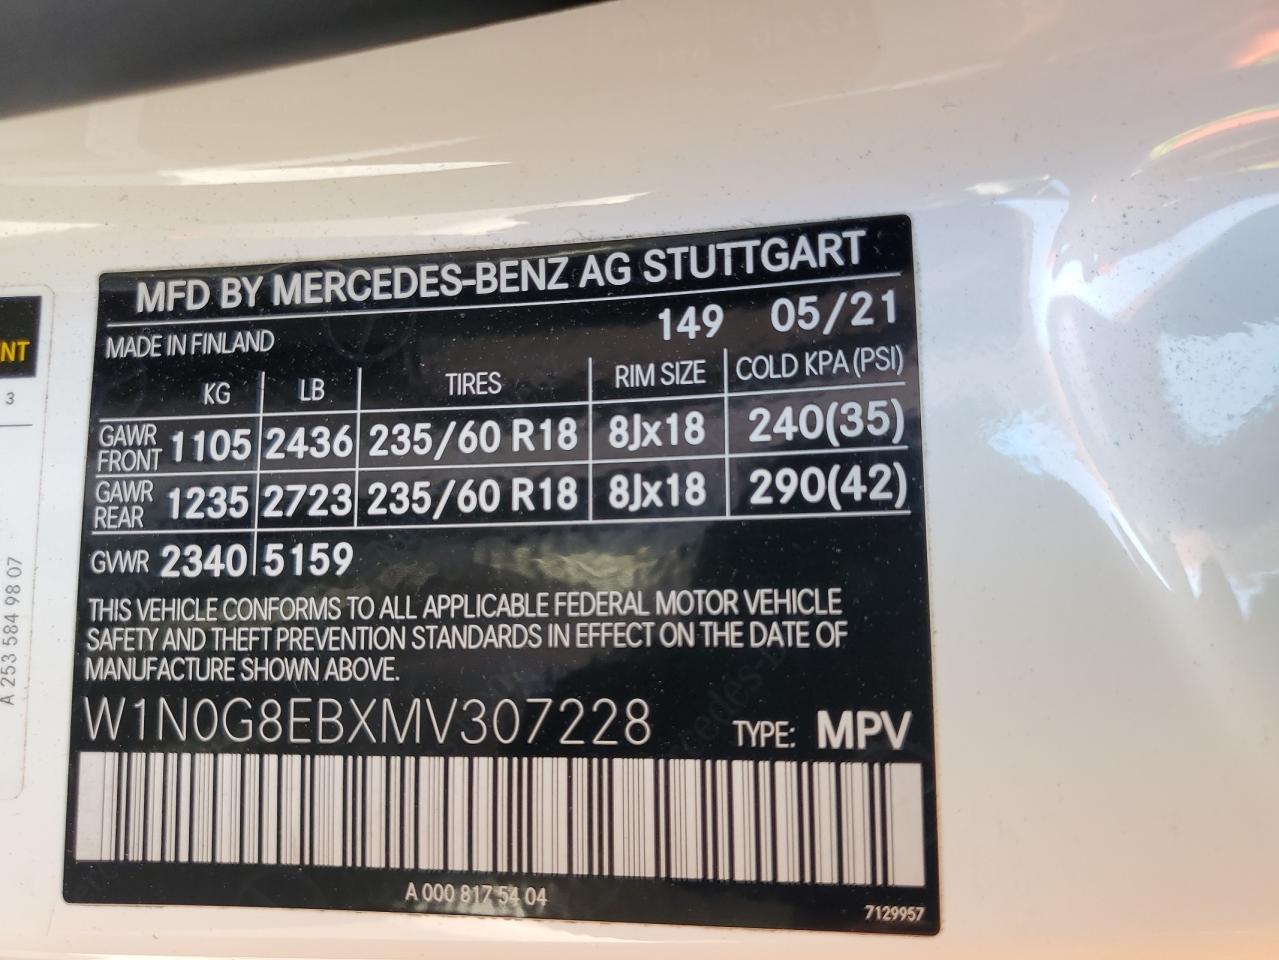 MFD BY MERCEDES-BENZ AG STUTTGART
MADE IN FINLAND 149 05/21
KG LB TIRES RIM SIZE COLD KPA (PSI)
GAWR FRONT 1105 2436 235/60 R18 8Jx18 240(35)
GAWR REAR 1235 2723 235/60 R18 8Jx18 290(42)
GVWR 2340 5159
THIS VEHICLE CONFORMS TO ALL APPLICABLE FEDERAL MOTOR VEHICLE
SAFETY AND THEFT PREVENTION STANDARDS IN EFFECT ON THE DATE OF
MANUFACTURE SHOWN ABOVE.
W1N0G8EBXMV307228 TYPE: MPV
A 000 817 54 04
7129957
NT
3
A 253 584 98 07